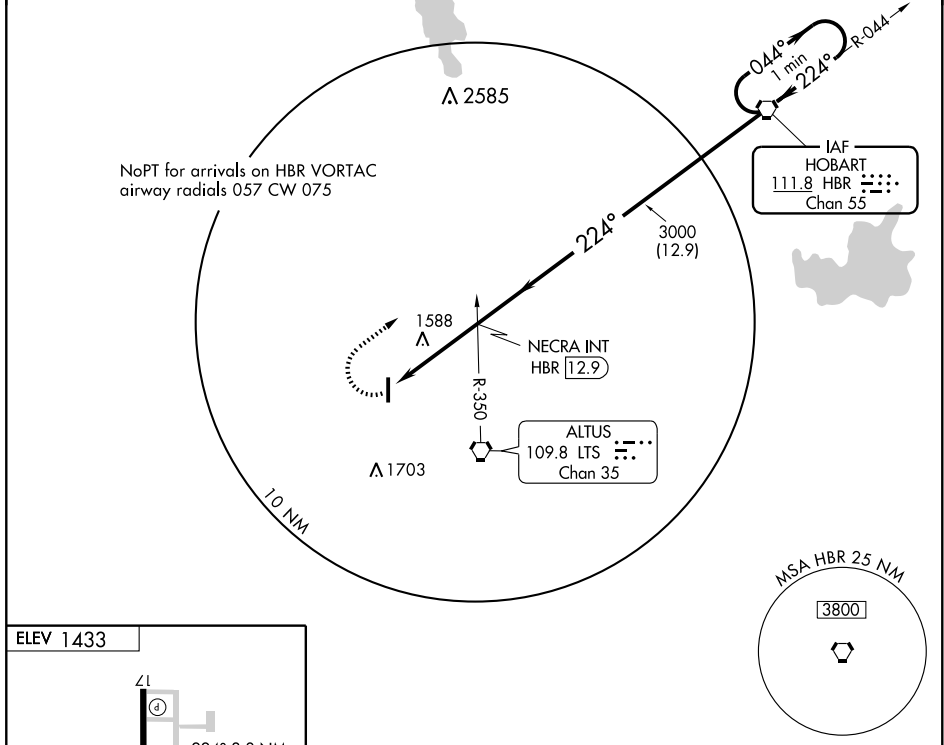 2585
NoPT for arrivals on HBR VORTAC
airway radials 057 CW 075
044°
1 min
224°
R-044
IAF
HOBART
111.8 HBR
Chan 55
224°
3000
(12.9)
1588
NECRA INT
HBR 12.9
R-350
ALTUS
109.8 LTS
Chan 35
1703
10 NM
MSA HBR 25 NM
3800
ELEV 1433
17
P